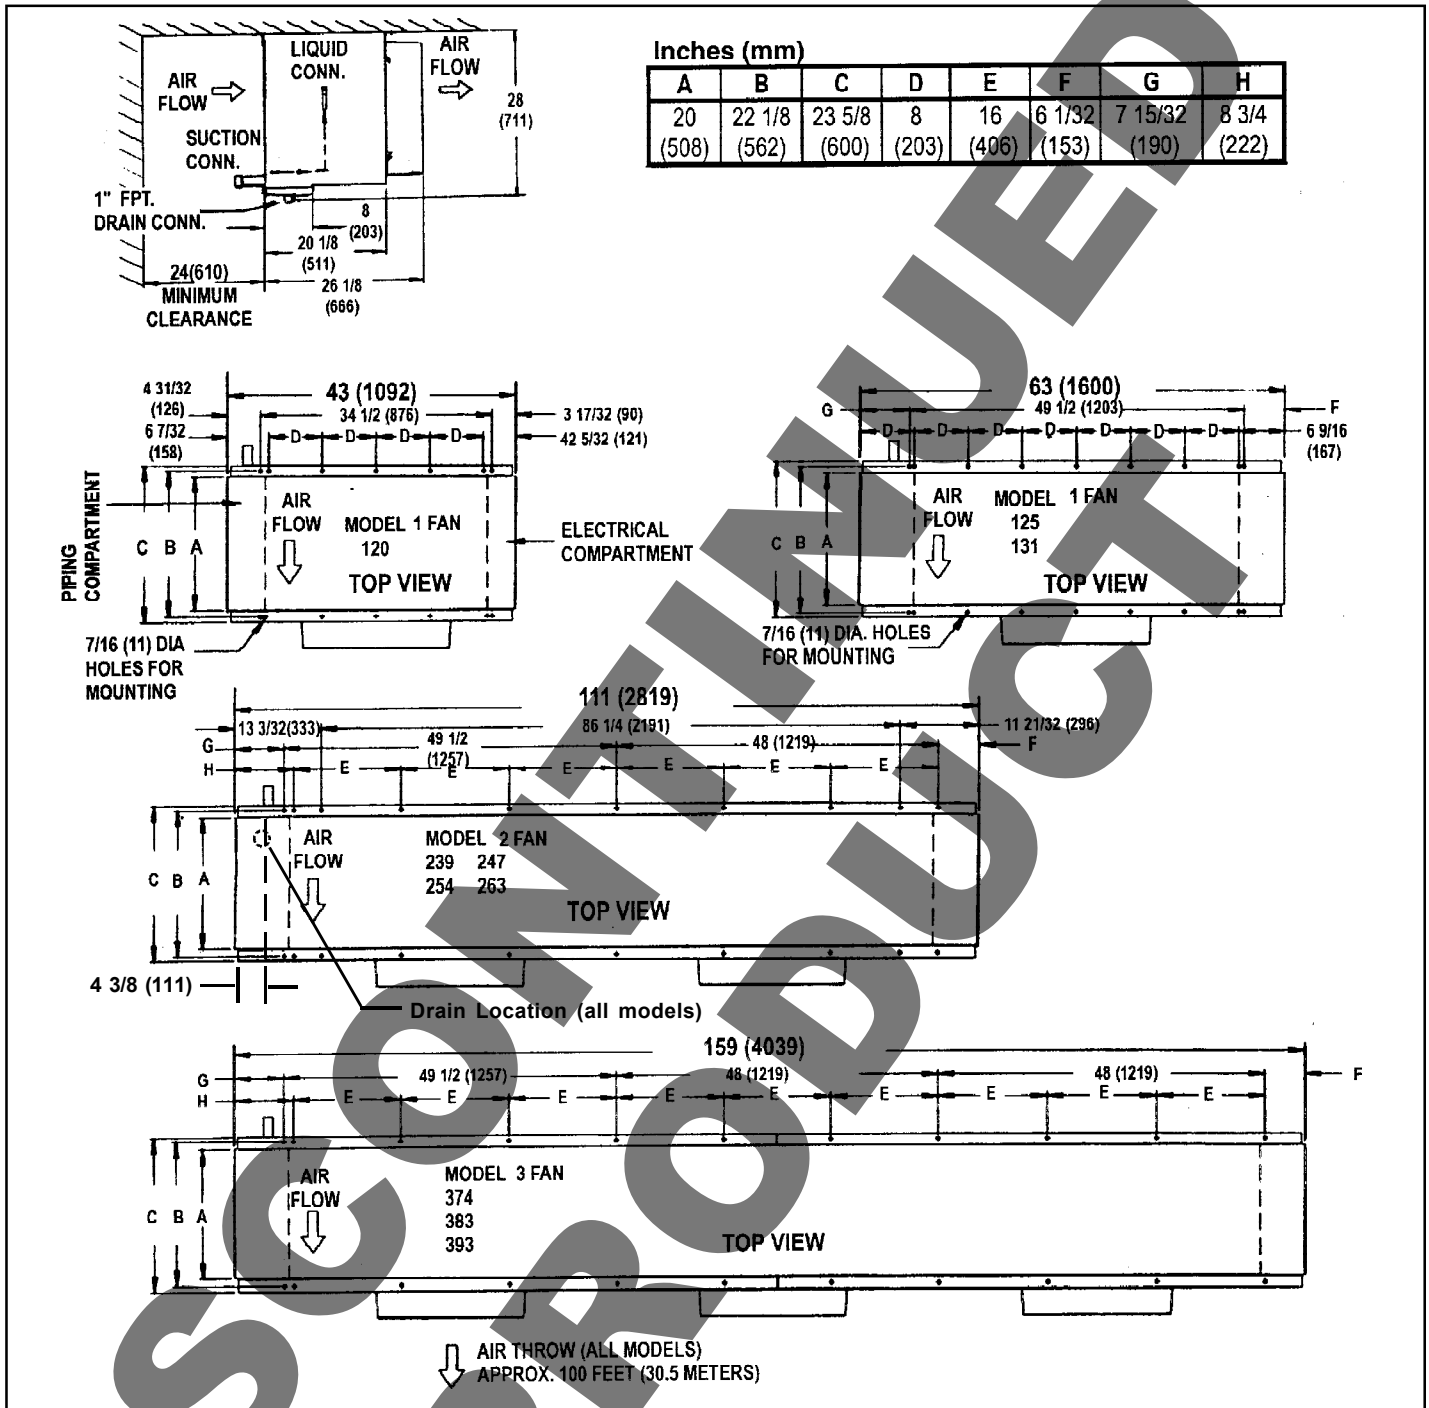 LIQUID
CONN.
AIR
FLOW
AIR
FLOW
SUCTION
CONN.
28
(711)
1" FPT.
DRAIN CONN.
8
(203)
20 1/8
(511)
24(610)
MINIMUM
CLEARANCE
26 1/8
(666)
Inches (mm)
A B C D E F G H
20 22 1/8 23 5/8 8 16 6 1/32 7 15/32 8 3/4
(508) (562) (600) (203) (406) (153) (190) (222)
4 31/32
(126)
6 7/32
(158)
43 (1092)
34 1/2 (876)
3 17/32 (90)
42 5/32 (121)
D D D D
PIPING
COMPARTMENT
C B A
AIR
FLOW
MODEL 1 FAN
120
TOP VIEW
ELECTRICAL
COMPARTMENT
7/16 (11) DIA
HOLES FOR
MOUNTING
63 (1600)
G 49 1/2 (1203) F
D D D D D D D
6 9/16
(167)
C B A
AIR
FLOW
MODEL 1 FAN
125
131
TOP VIEW
7/16 (11) DIA. HOLES
FOR MOUNTING
111 (2819)
13 3/32(333) 86 1/4 (2191) 11 21/32 (296)
G 49 1/2
(1257)
48 (1219) F
H E E E E E E
C B A
AIR
FLOW
MODEL 2 FAN
239 247
254 263
TOP VIEW
4 3/8 (111)
Drain Location (all models)
159 (4039)
G 49 1/2 (1257) 48 (1219) 48 (1219) F
H E E E E E E E E E
C B A
AIR
FLOW
MODEL 3 FAN
374
383
393
TOP VIEW
AIR THROW (ALL MODELS)
APPROX. 100 FEET (30.5 METERS)
SCONTINUED
PRODUCT